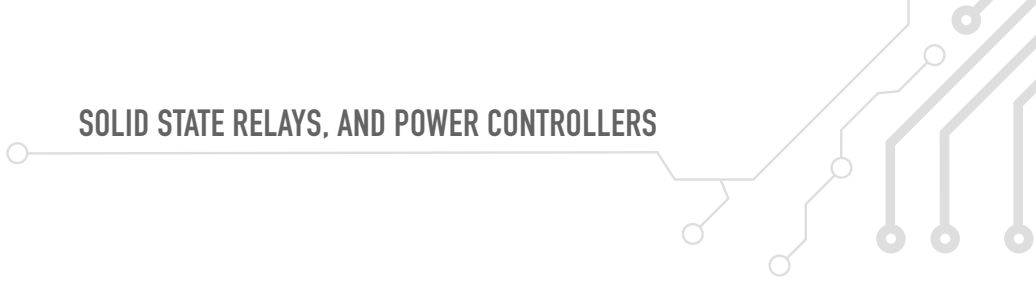 SOLID STATE RELAYS, AND POWER CONTROLLERS